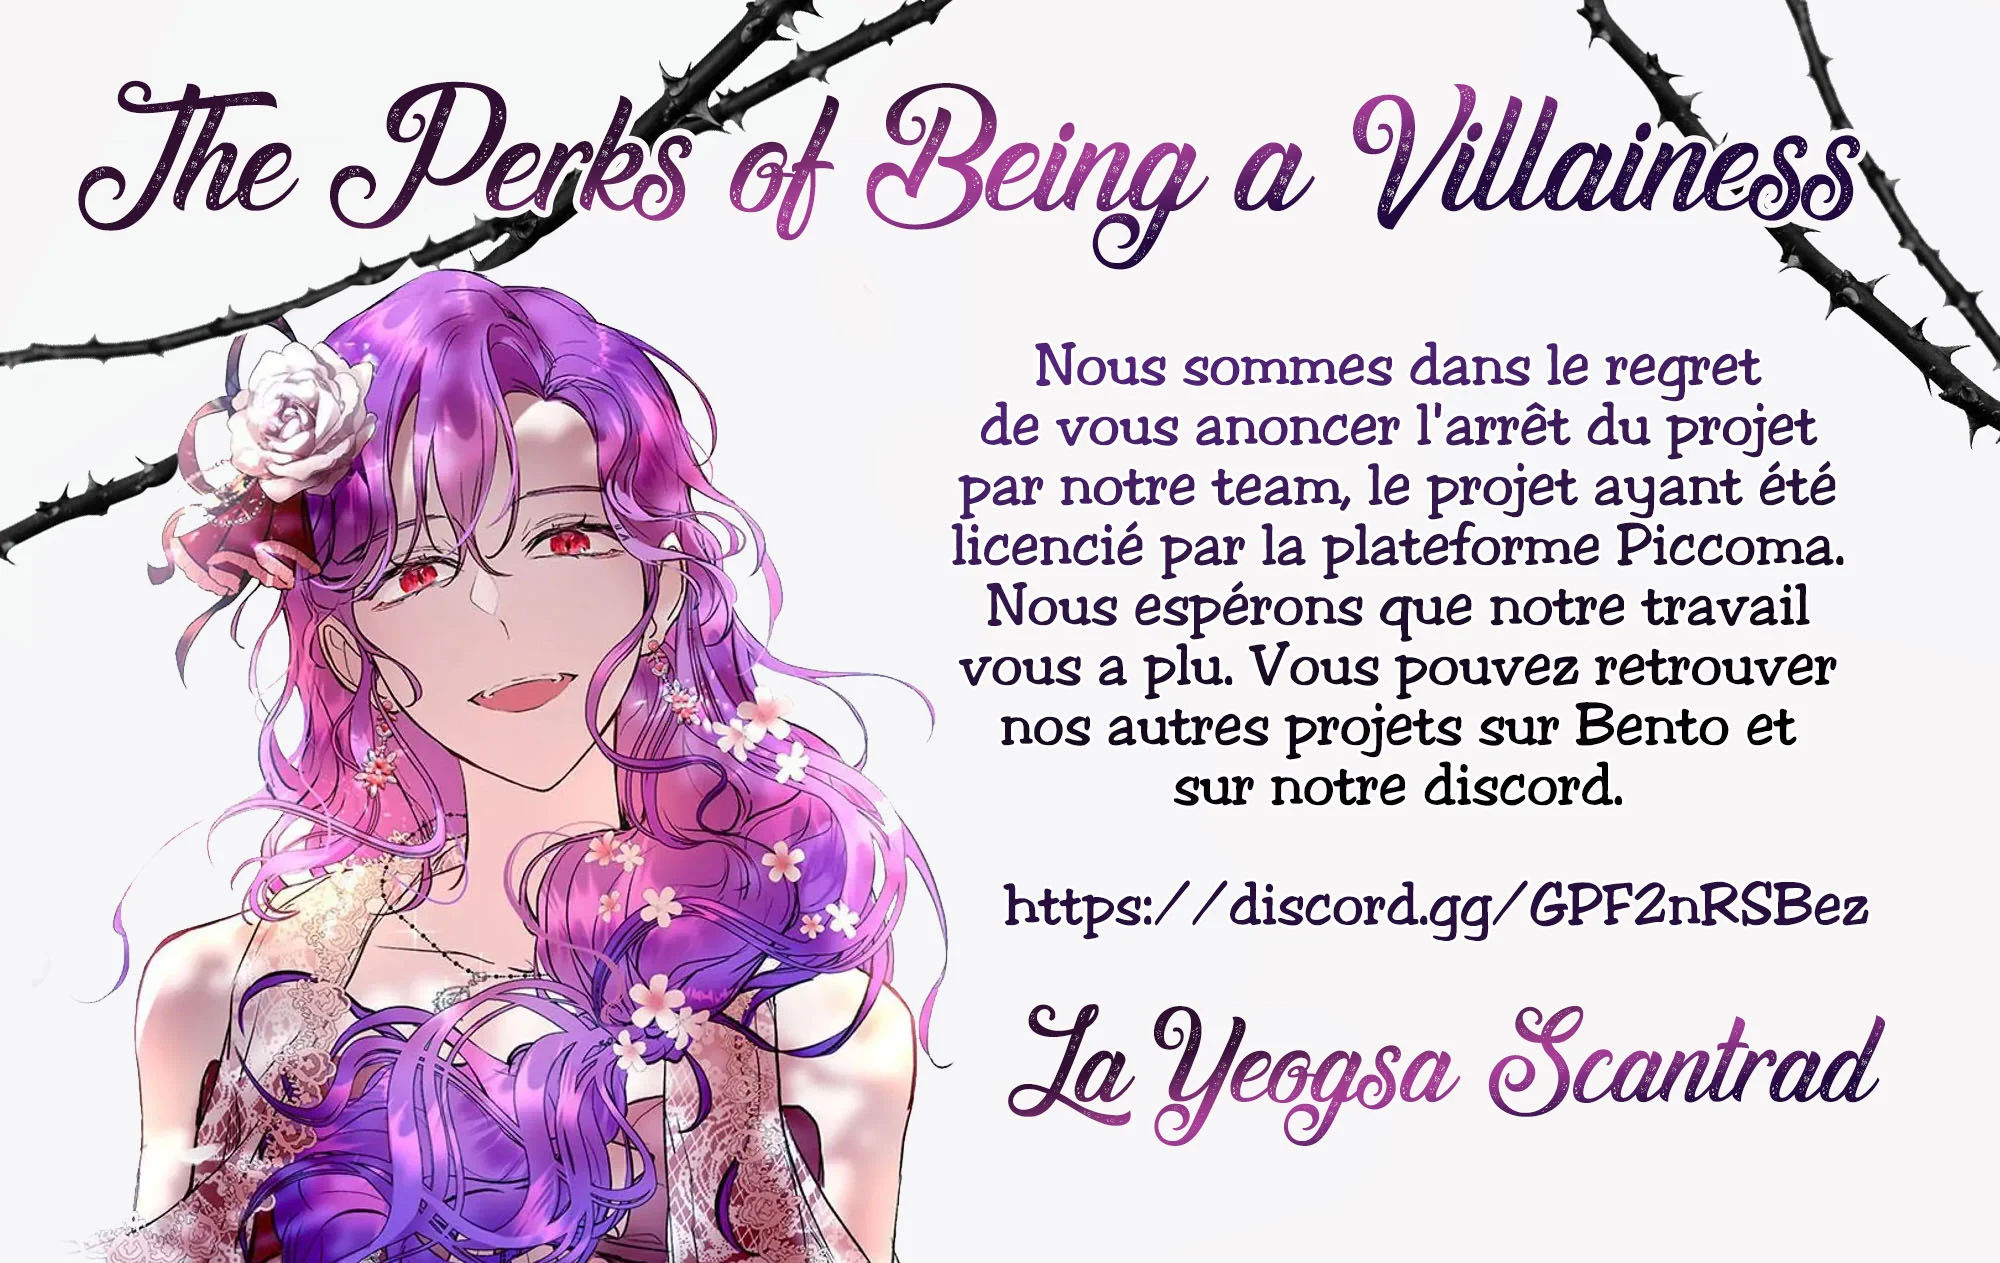 The Perks of Being a Villainess
Nous sommes dans le regret
de vous anoncer l'arrêt du projet
par notre team, le projet ayant été
licencié par la plateforme Piccoma.
Nous espérons que notre travail
vous a plu. Vous pouvez retrouver
nos autres projets sur Bento et
sur notre discord.
https://discord.gg/GPF2nRSBez
La Yeogsa Scantrad